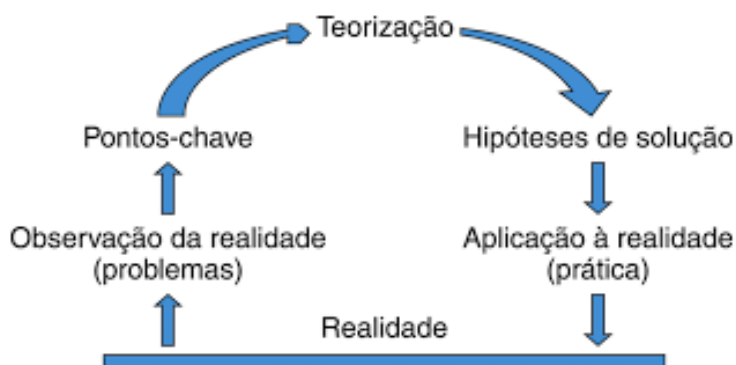 Teorização
Pontos-chave
Hipóteses de solução
Observação da realidade
(problemas)
Aplicação à realidade
(prática)
Realidade